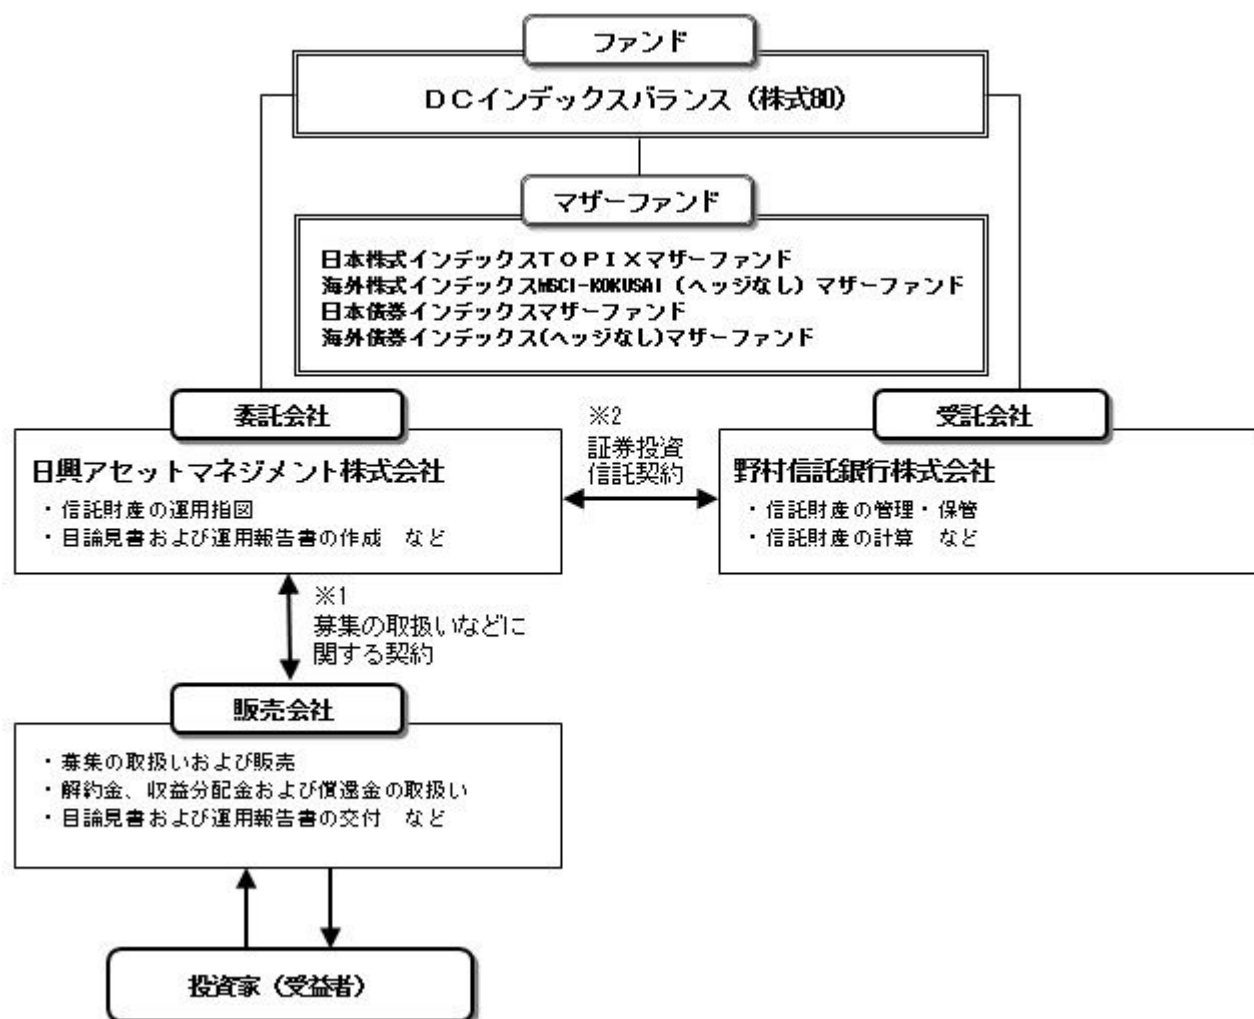 ファンド
ＤＣインデックスバランス（株式80）
マザーファンド
日本株式インデックスＴＯＰＩＸマザーファンド
海外株式インデックスMSCI-KOKUSAI（ヘッジなし）マザーファンド
日本債券インデックスマザーファンド
海外債券インデックス(ヘッジなし)マザーファンド
委託会社
日興アセットマネジメント株式会社
・信託財産の運用指図
・目論見書および運用報告書の作成　など
※2
証券投資
信託契約
受託会社
野村信託銀行株式会社
・信託財産の管理・保管
・信託財産の計算　など
※1
募集の取扱いなどに
関する契約
販売会社
・募集の取扱いおよび販売
・解約金、収益分配金および償還金の取扱い
・目論見書および運用報告書の交付　など
投資家（受益者）